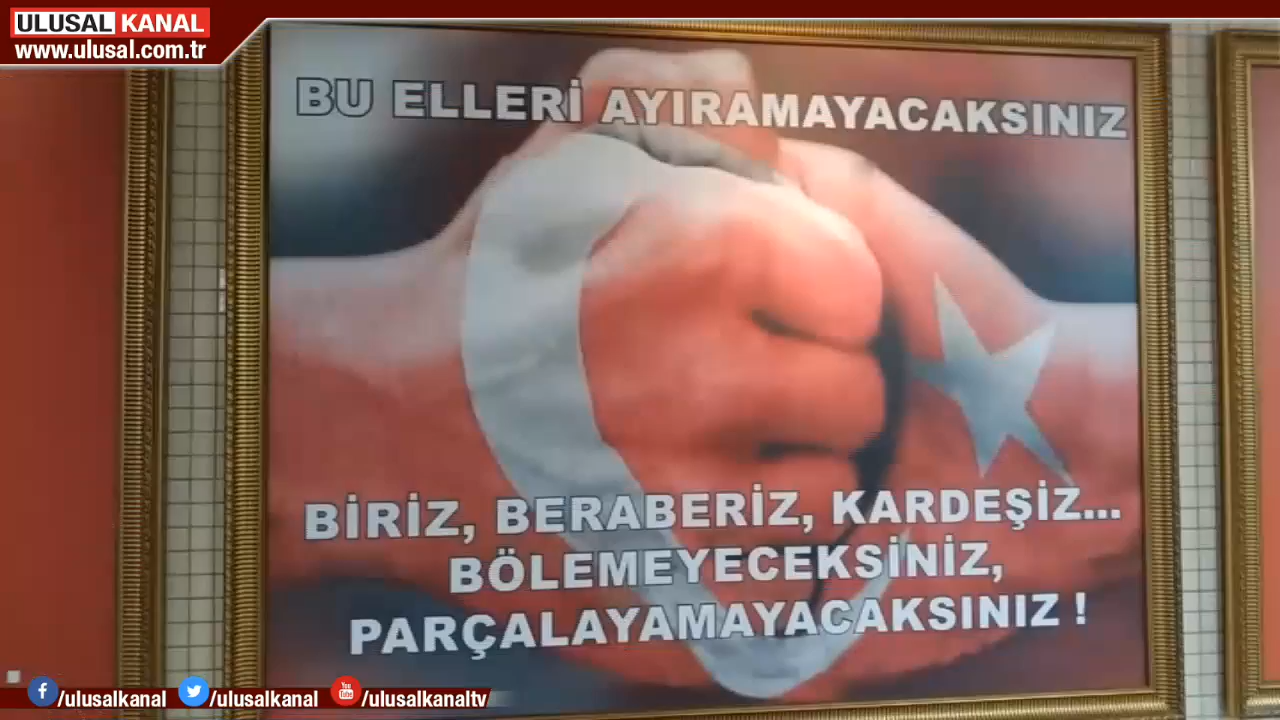 ULUSAL KANAL
www.ulusal.com.tr
BU ELLERİ AYIRAMAYACAKSINIZ
BİRİZ, BERABERİZ, KARDEŞİZ...
BÖLEMEYECEKSİNİZ,
PARÇALAYAMAYACAKSINIZ !
/ulusalkanal /ulusalkanal /ulusalkanaltv